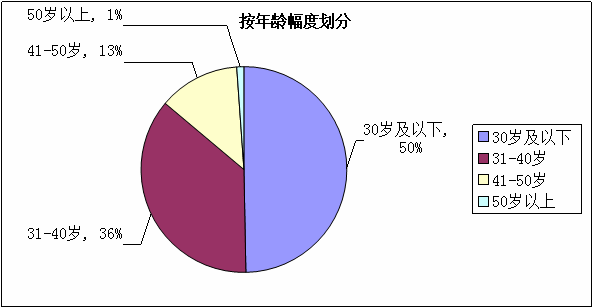 按年龄幅度划分
50岁以上, 1%
41-50岁, 13%
30岁及以下,
50%
31-40岁, 36%
30岁及以下
31-40岁
41-50岁
50岁以上